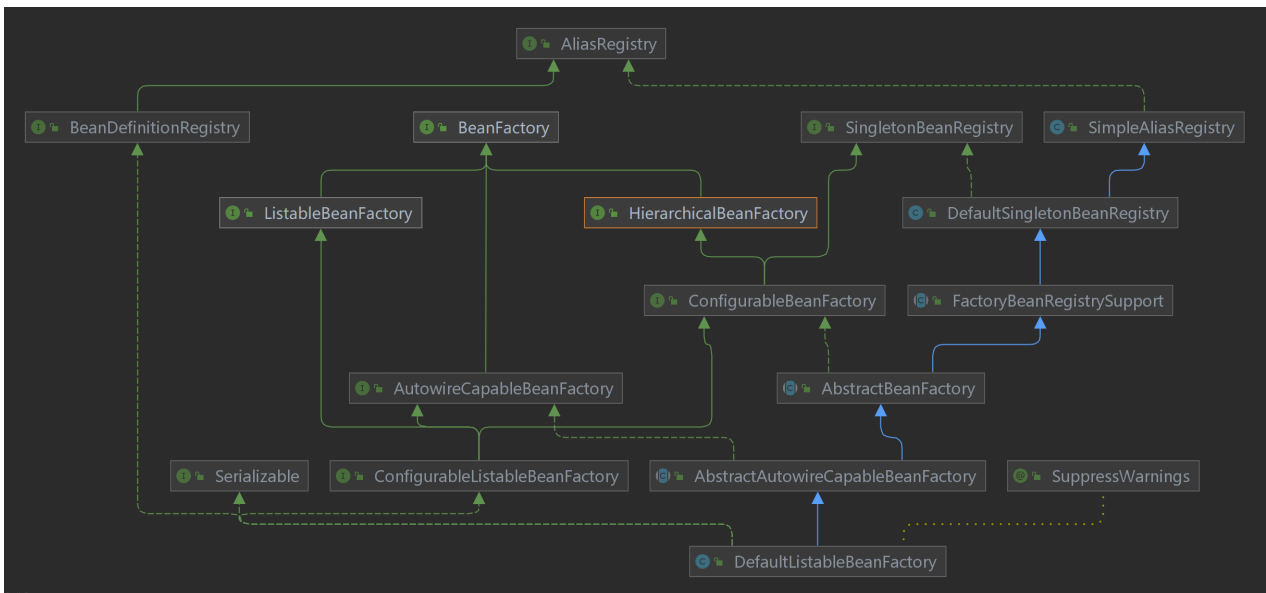 AliasRegistry
BeanDefinitionRegistry
BeanFactory
SingletonBeanRegistry
SimpleAliasRegistry
ListableBeanFactory
HierarchicalBeanFactory
DefaultSingletonBeanRegistry
ConfigurableBeanFactory
FactoryBeanRegistrySupport
AutowireCapableBeanFactory
AbstractBeanFactory
Serializable
ConfigurableListableBeanFactory
AbstractAutowireCapableBeanFactory
SuppressWarnings
DefaultListableBeanFactory